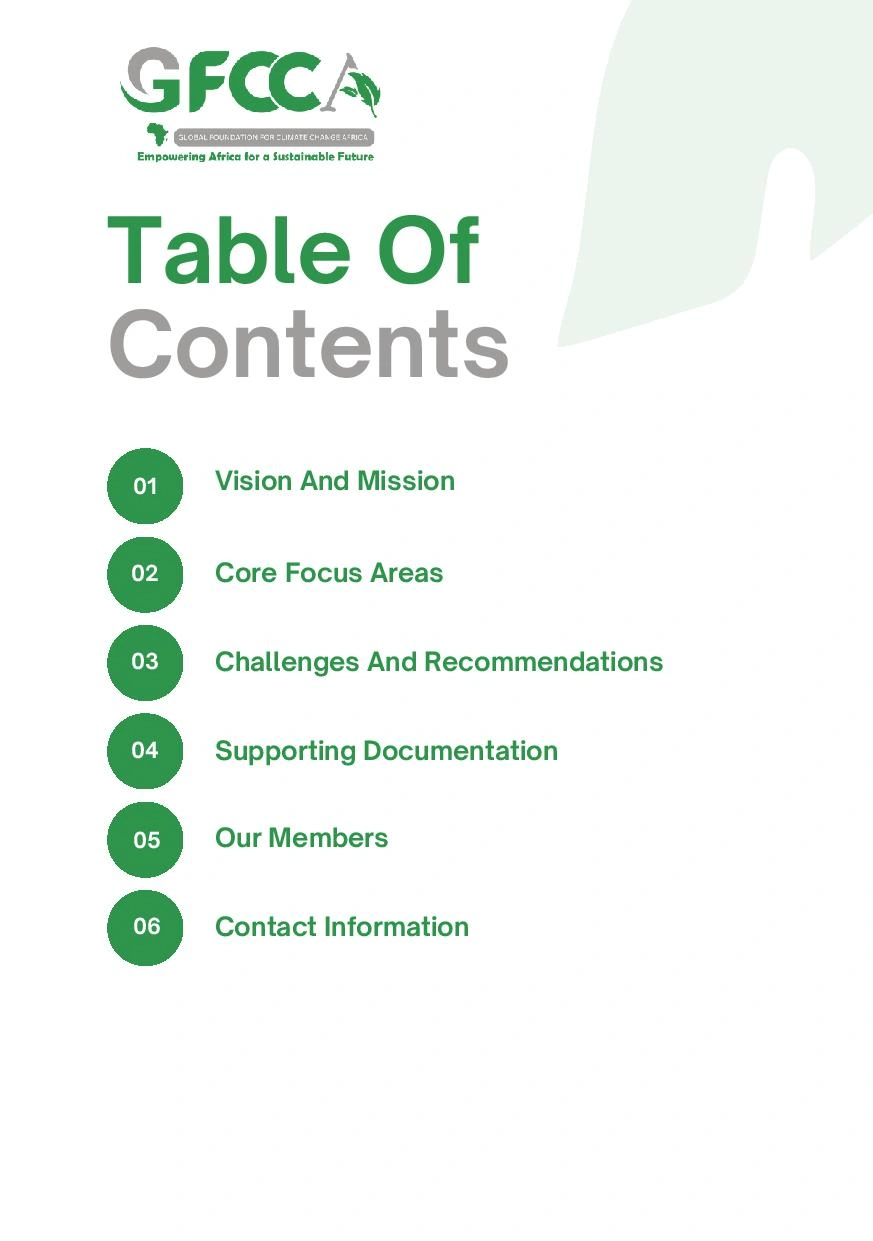 GFCCA
GLOBAL FOUNDATION FOR CLIMATE CHANGE AFRICA
Empowering Africa for a Sustainable Future
Table Of
Contents
01 Vision And Mission
02 Core Focus Areas
03 Challenges And Recommendations
04 Supporting Documentation
05 Our Members
06 Contact Information